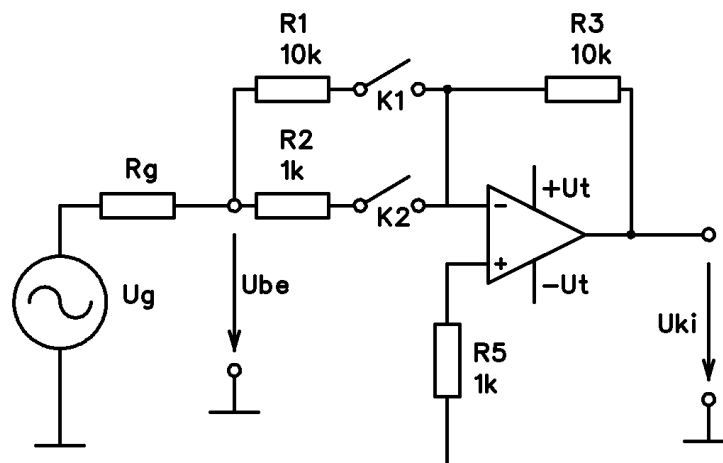 R1
10k
K1
R3
10k
R2
1k
K2
Rg
Ug
Ube
−
+
+Ut
−Ut
R5
1k
Uki